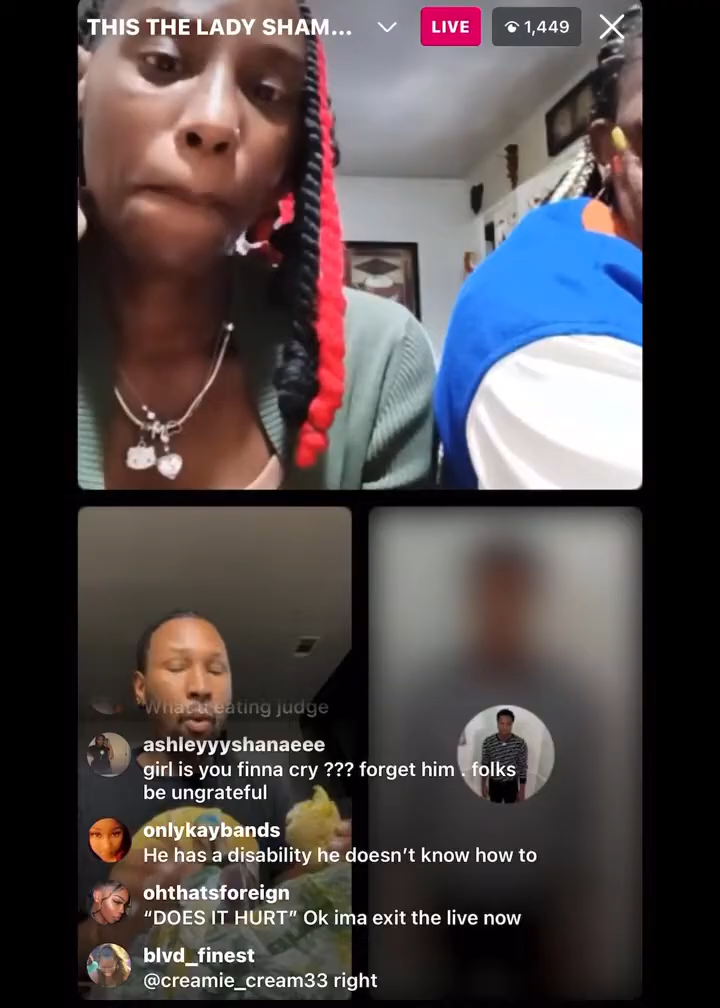 THIS THE LADY SHAM...
LIVE
1,449
What u eating judge
ashleyyyshanaeee
girl is you finna cry ??? forget him . folks
be ungrateful
onlykaybands
He has a disability he doesn’t know how to
ohthatsforeign
“DOES IT HURT” Ok ima exit the live now
blvd_finest
@creamie_cream33 right